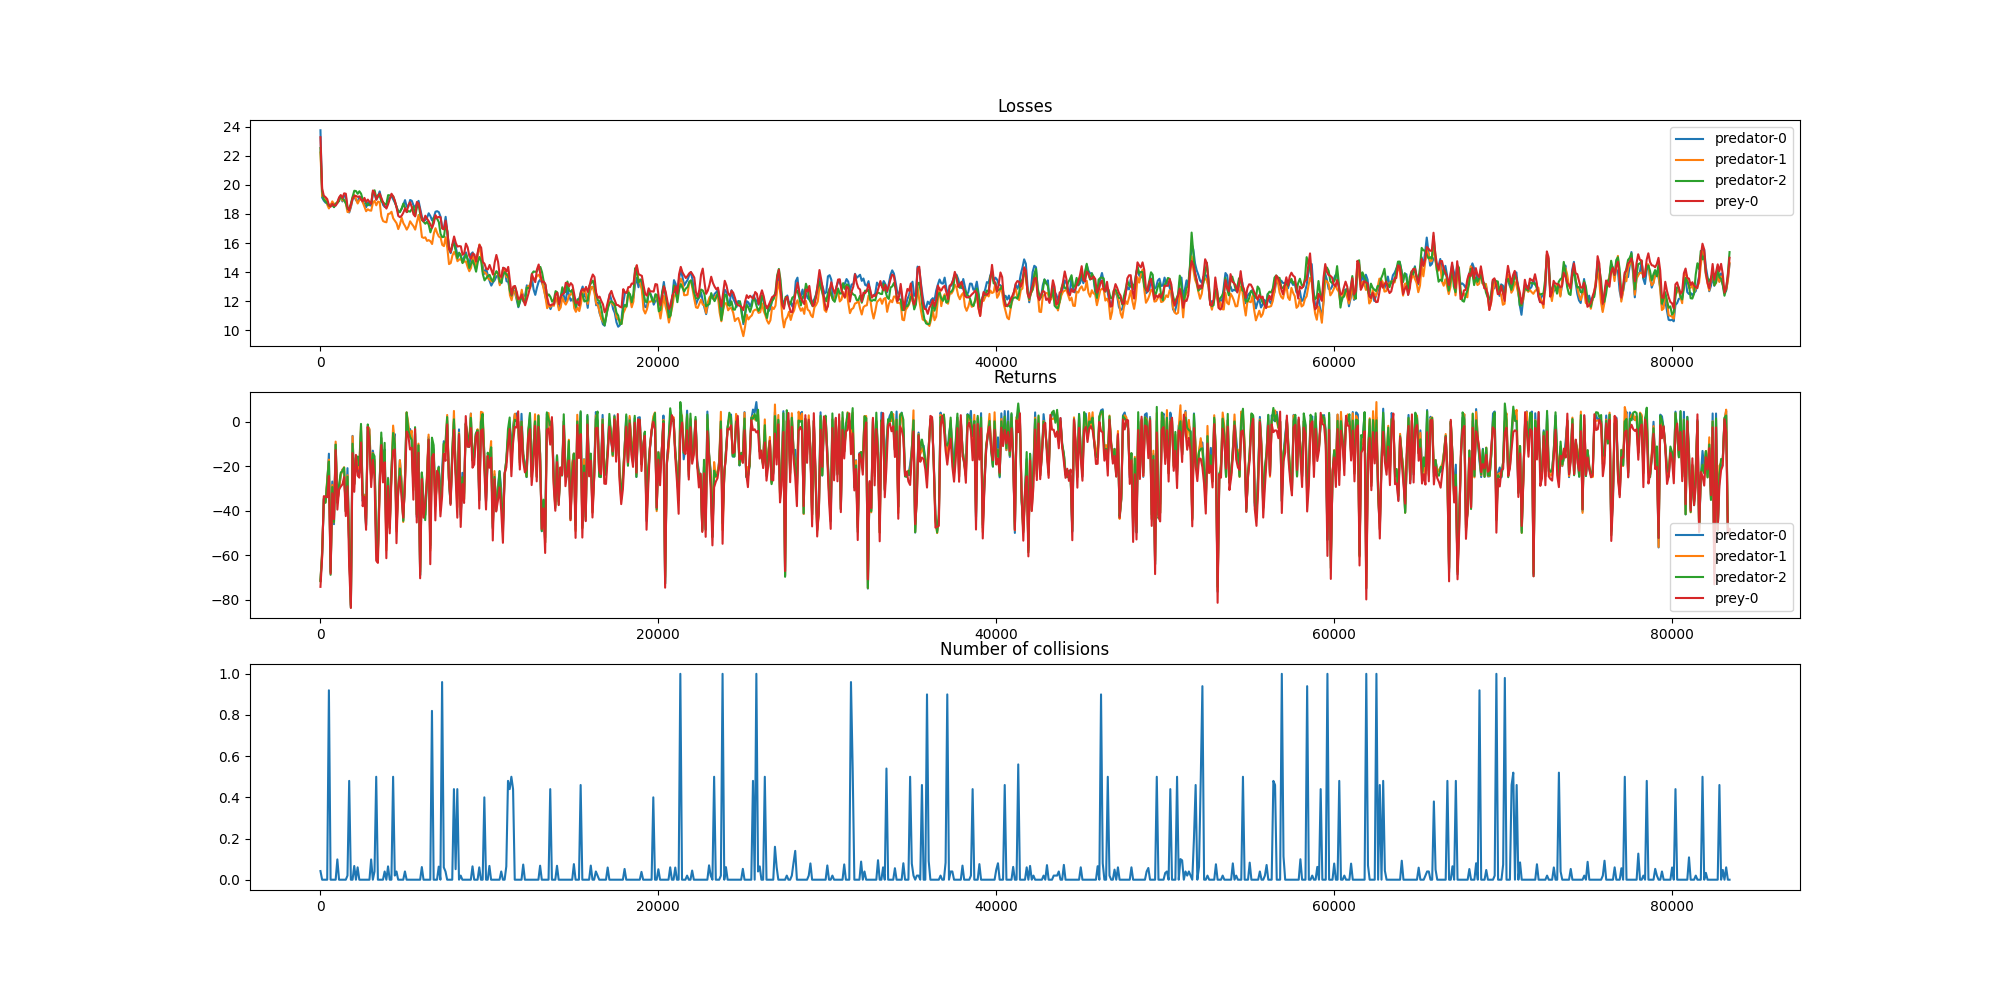 Losses
24
22
20
18
16
14
12
10
predator-0
predator-1
predator-2
prey-0
0 20000 40000 60000 80000
Returns
0
−20
−40
−60
−80
predator-0
predator-1
predator-2
prey-0
0 20000 40000 60000 80000
Number of collisions
1.0
0.8
0.6
0.4
0.2
0.0
0 20000 40000 60000 80000